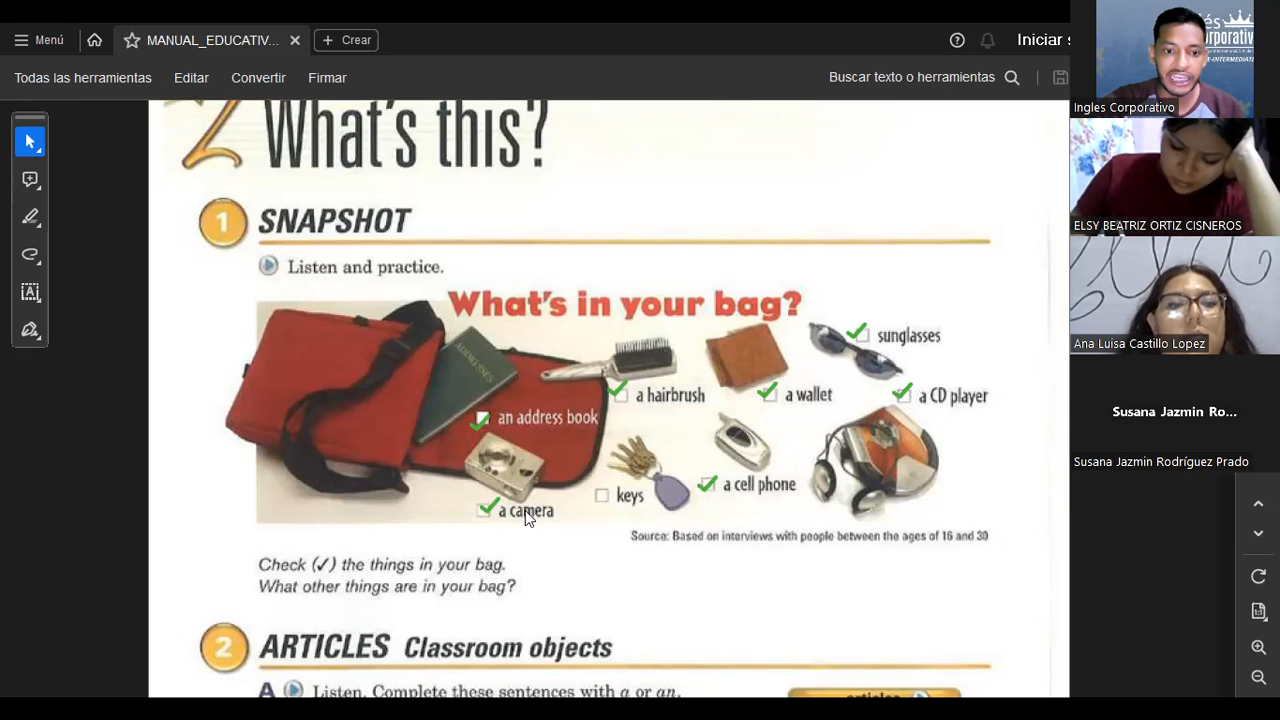 Menú
MANUAL_EDUCATIV...
Crear
Iniciar s
Todas las herramientas
Editar
Convertir
Firmar
Buscar texto o herramientas
2 What's this?
1 SNAPSHOT
Listen and practice.
What's in your bag?
ADDRESSES
sunglasses
a hairbrush
a wallet
a CD player
an address book
keys
a cell phone
a camera
Source: Based on interviews with people between the ages of 16 and 30
Check (✓) the things in your bag.
What other things are in your bag?
2 ARTICLES Classroom objects
A Listen. Complete these sentences with a or an.
articles
Ingles Corporativo
ELSY BEATRIZ ORTIZ CISNEROS
Ana Luisa Castillo Lopez
Susana Jazmin Ro...
Susana Jazmin Rodríguez Prado